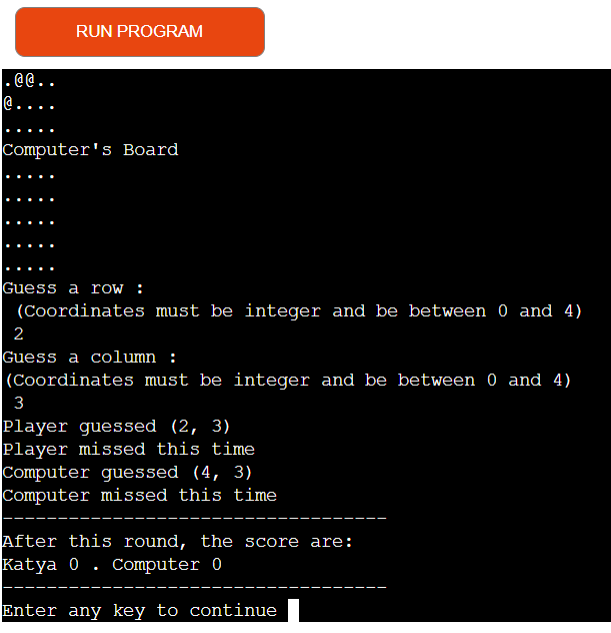 RUN PROGRAM
.@@..
@....
.....
Computer's Board
.....
.....
.....
.....
.....
Guess a row :
 (Coordinates must be integer and be between 0 and 4)
 2
Guess a column :
(Coordinates must be integer and be between 0 and 4)
 3
Player guessed (2, 3)
Player missed this time
Computer guessed (4, 3)
Computer missed this time
-----------------------------------
After this round, the score are:
Katya 0 . Computer 0
-----------------------------------
Enter any key to continue